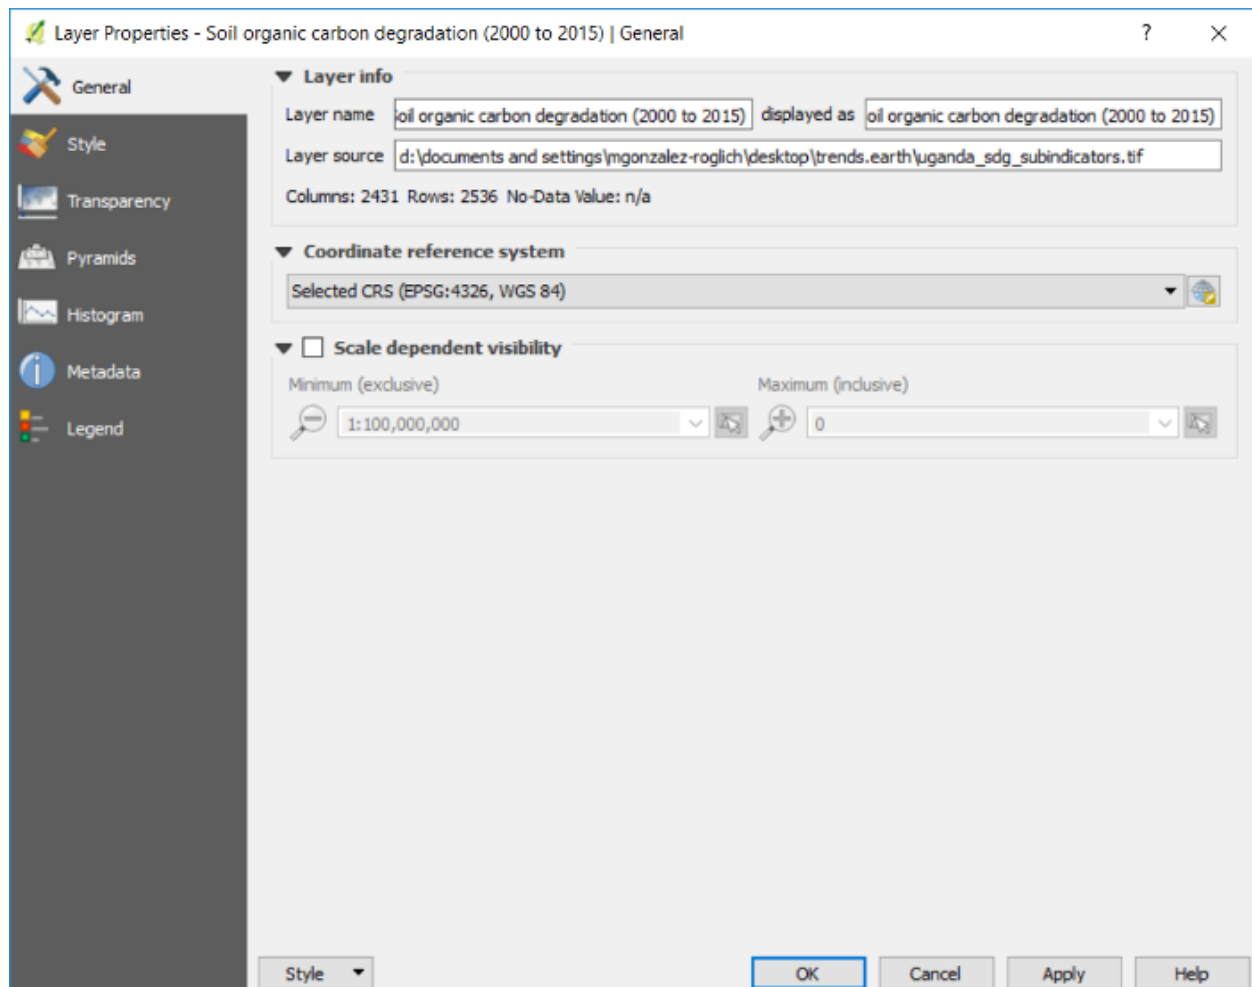 Layer Properties - Soil organic carbon degradation (2000 to 2015) | General ?
General
Style
Transparency
Pyramids
Histogram
Metadata
Legend
Layer info
Layer name oil organic carbon degradation (2000 to 2015) displayed as oil organic carbon degradation (2000 to 2015)
Layer source d:\documents and settings\mgonzalez-roglich\desktop\trends.earth\uganda_sdg_subindicators.tif
Columns: 2431 Rows: 2536 No-Data Value: n/a
Coordinate reference system
Selected CRS (EPSG:4326, WGS 84)
Scale dependent visibility
Minimum (exclusive) Maximum (inclusive)
1:100,000,000 0
Style OK Cancel Apply Help